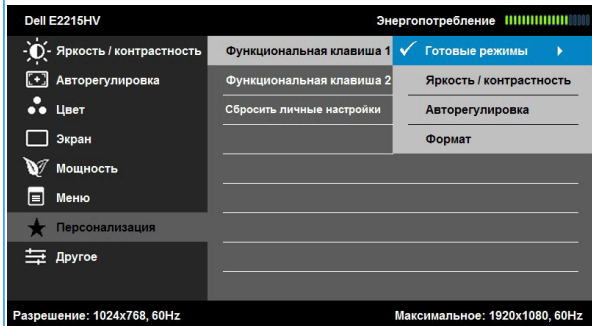 Dell E2215HV Энергопотребление
Яркость / контрастность Функциональная клавиша 1 Готовые режимы
Авторегулировка Функциональная клавиша 2 Яркость / контрастность
Цвет Сбросить личные настройки Авторегулировка
Экран Формат
Мощность
Меню
Персонализация
Другое
Разрешение: 1024x768, 60Hz Максимальное: 1920x1080, 60Hz